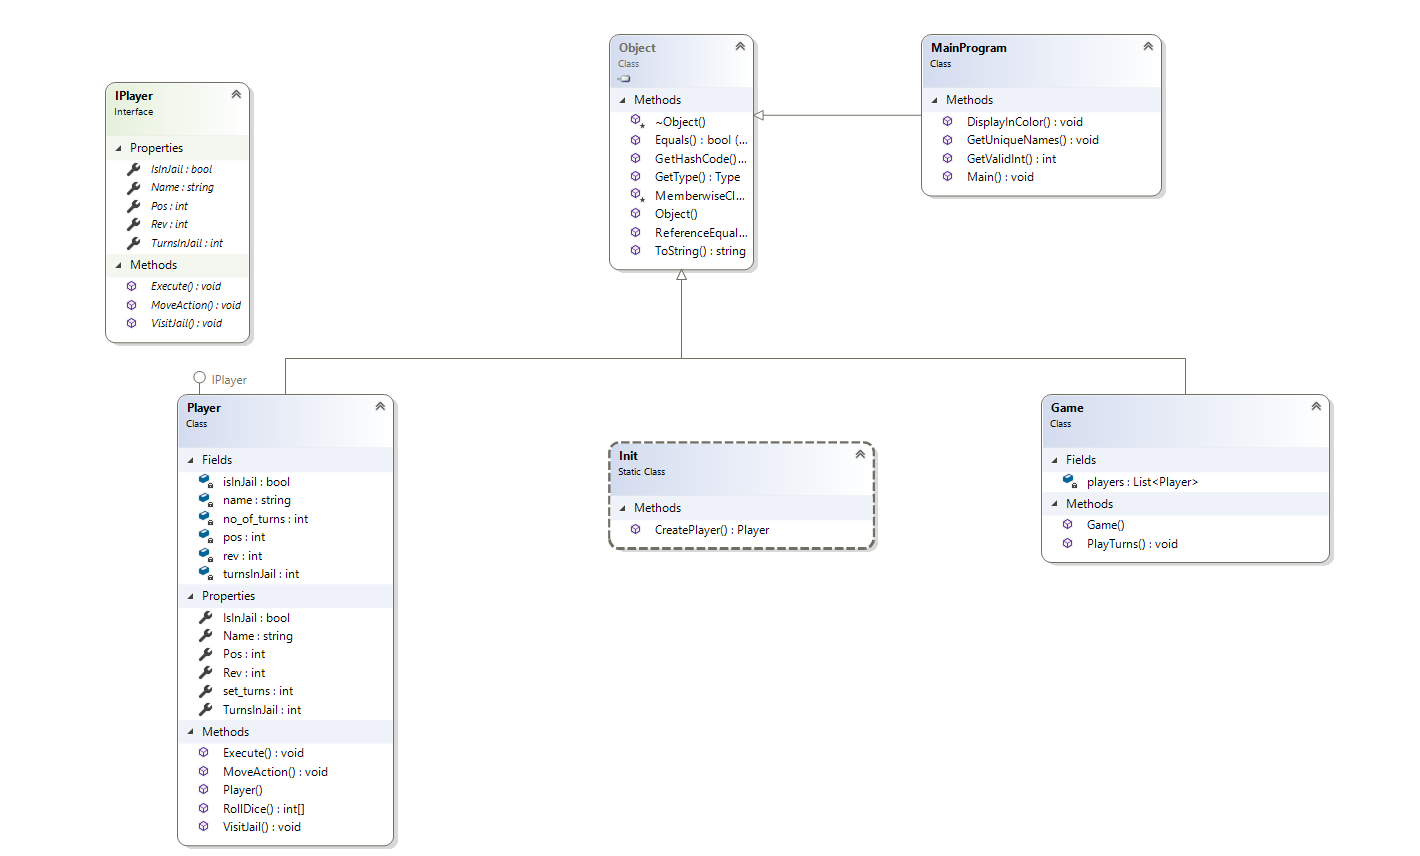 IPlayer
Interface
Properties
IsInJail : bool
Name : string
Pos : int
Rev : int
TurnsInJail : int
Methods
Execute() : void
MoveAction() : void
VisitJail() : void
Object
Class
Methods
~Object()
Equals() : bool (...
GetHashCode()...
GetType() : Type
MemberwiseCl...
Object()
ReferenceEqual...
ToString() : string
MainProgram
Class
Methods
DisplayInColor() : void
GetUniqueNames() : void
GetValidInt() : int
Main() : void
IPlayer
Player
Class
Fields
isInJail : bool
name : string
no_of_turns : int
pos : int
rev : int
turnsInJail : int
Properties
IsInJail : bool
Name : string
Pos : int
Rev : int
set_turns : int
TurnsInJail : int
Methods
Execute() : void
MoveAction() : void
Player()
RollDice() : int[]
VisitJail() : void
Init
Static Class
Methods
CreatePlayer() : Player
Game
Class
Fields
players : List<Player>
Methods
Game()
PlayTurns() : void